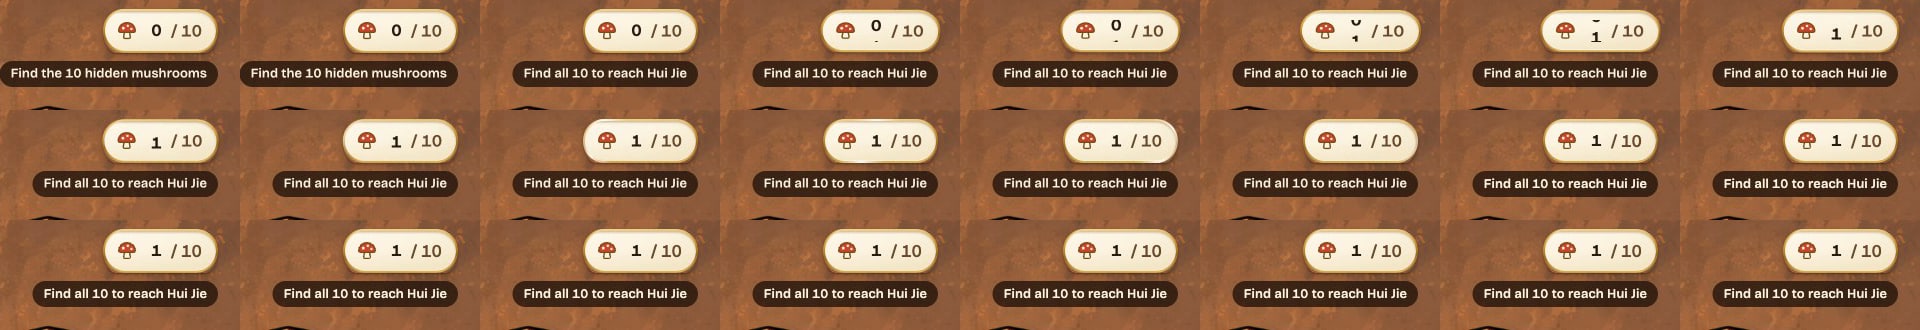 0 / 10 0 / 10 0 / 10 0 / 10 0 / 10 0 1 / 10 1 / 10 1 / 10
Find the 10 hidden mushrooms Find the 10 hidden mushrooms Find all 10 to reach Hui Jie Find all 10 to reach Hui Jie Find all 10 to reach Hui Jie Find all 10 to reach Hui Jie Find all 10 to reach Hui Jie Find all 10 to reach Hui Jie
1 / 10 1 / 10 1 / 10 1 / 10 1 / 10 1 / 10 1 / 10 1 / 10
Find all 10 to reach Hui Jie Find all 10 to reach Hui Jie Find all 10 to reach Hui Jie Find all 10 to reach Hui Jie Find all 10 to reach Hui Jie Find all 10 to reach Hui Jie Find all 10 to reach Hui Jie Find all 10 to reach Hui Jie
1 / 10 1 / 10 1 / 10 1 / 10 1 / 10 1 / 10 1 / 10 1 / 10
Find all 10 to reach Hui Jie Find all 10 to reach Hui Jie Find all 10 to reach Hui Jie Find all 10 to reach Hui Jie Find all 10 to reach Hui Jie Find all 10 to reach Hui Jie Find all 10 to reach Hui Jie Find all 10 to reach Hui Jie